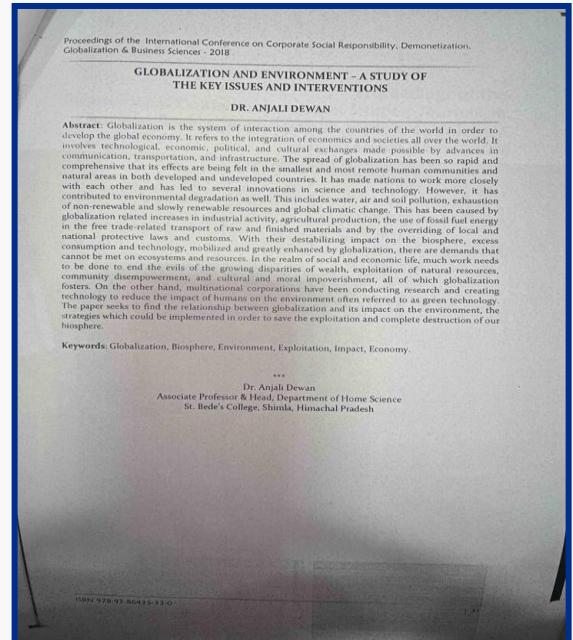 Proceedings of the International Conference on Corporate Social Responsibility, Demonetization,
Globalization & Business Sciences - 2018
GLOBALIZATION AND ENVIRONMENT – A STUDY OF
THE KEY ISSUES AND INTERVENTIONS
DR. ANJALI DEWAN
Abstract: Globalization is the system of interaction among the countries of the world in order to
develop the global economy. It refers to the integration of economics and societies all over the world. It
involves technological, economic, political, and cultural exchanges made possible by advances in
communication, transportation, and infrastructure. The spread of globalization has been so rapid and
comprehensive that its effects are being felt in the smallest and most remote human communities and
natural areas in both developed and undeveloped countries. It has made nations to work more closely
with each other and has led to several innovations in science and technology. However, it has
contributed to environmental degradation as well. This includes water, air and soil pollution, exhaustion
of non-renewable and slowly renewable resources and global climatic change. This has been caused by
globalization related increases in industrial activity, agricultural production, the use of fossil fuel energy
in the free trade-related transport of raw and finished materials and by the overriding of local and
national protective laws and customs. With their destabilizing impact on the biosphere, excess
consumption and technology, mobilized and greatly enhanced by globalization, there are demands that
cannot be met on ecosystems and resources. In the realm of social and economic life, much work needs
to be done to end the evils of the growing disparities of wealth, exploitation of natural resources,
community disempowerment, and cultural and moral impoverishment, all of which globalization
fosters. On the other hand, multinational corporations have been conducting research and creating
technology to reduce the impact of humans on the environment often referred to as green technology.
The paper seeks to find the relationship between globalization and its impact on the environment, the
strategies which could be implemented in order to save the exploitation and complete destruction of our
biosphere.
Keywords: Globalization, Biosphere, Environment, Exploitation, Impact, Economy.
***
Dr. Anjali Dewan
Associate Professor & Head, Department of Home Science
St. Bede's College, Shimla, Himachal Pradesh
ISBN 978-93-86435-33-0